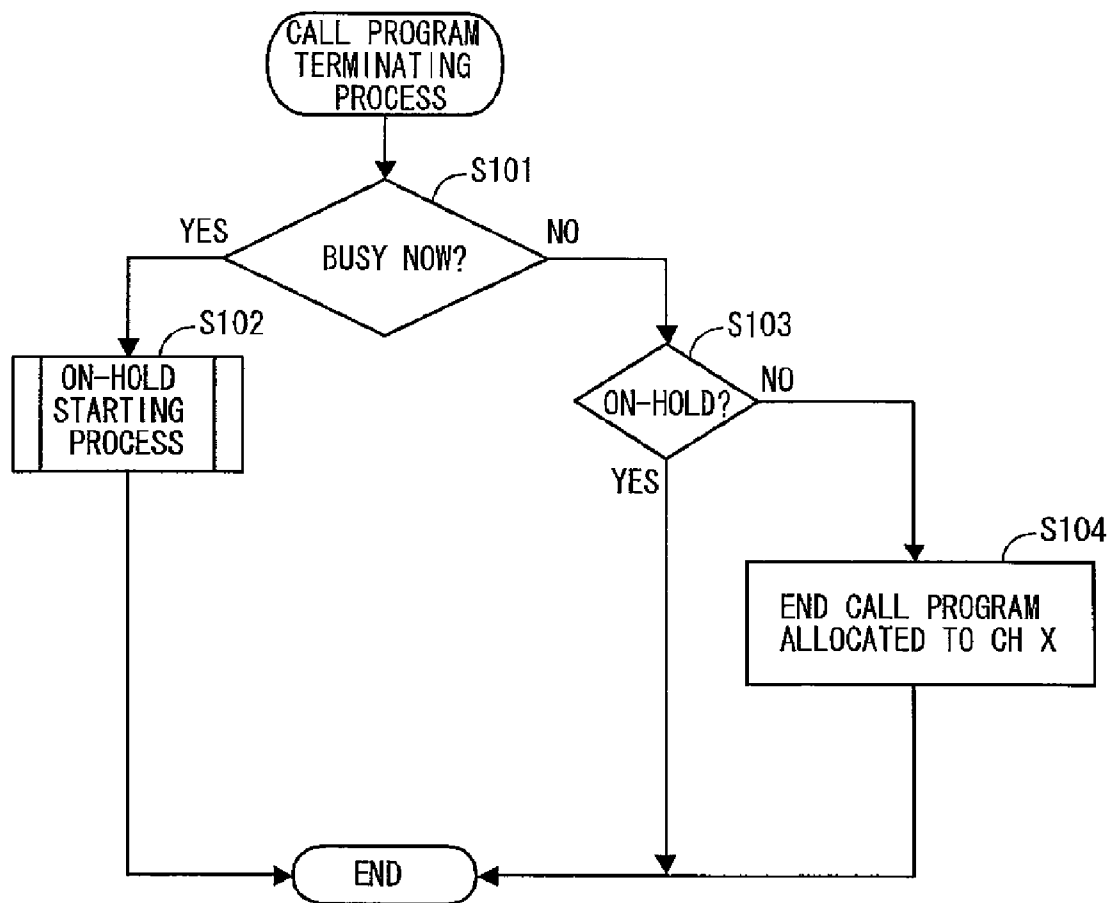 CALL PROGRAM
TERMINATING
PROCESS
S101
YES
BUSY NOW?
NO
S102
ON-HOLD
STARTING
PROCESS
S103
ON-HOLD?
NO
YES
S104
END CALL PROGRAM
ALLOCATED TO CH X
END